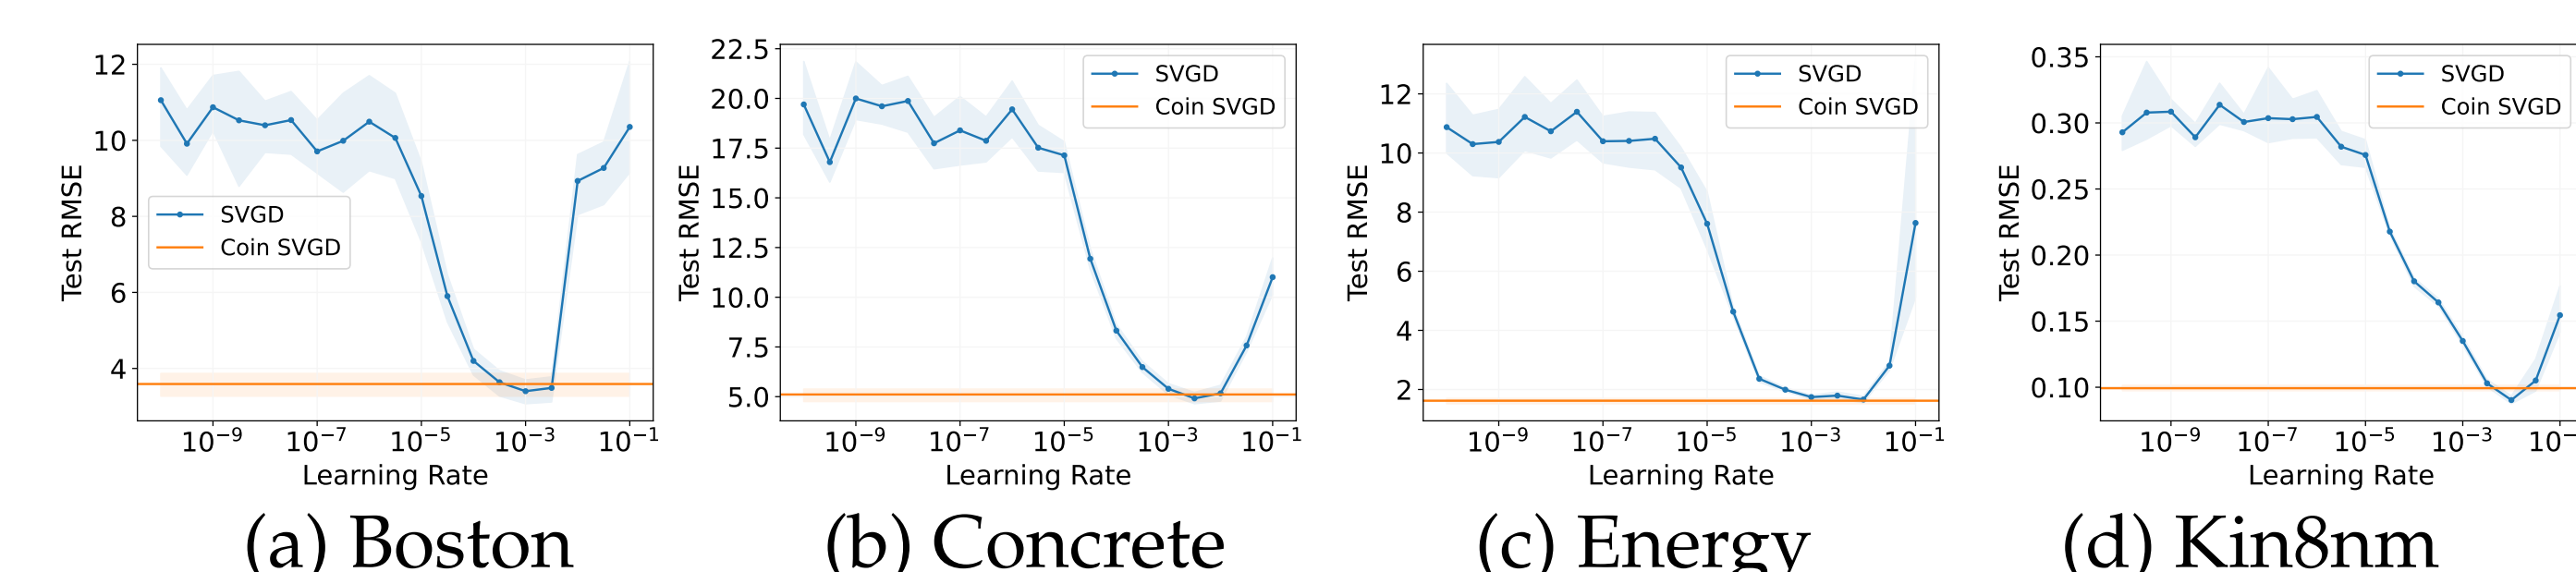 12
10
8
6
4
Test RMSE
SVGD
Coin SVGD
10⁻⁹ 10⁻⁷ 10⁻⁵ 10⁻³ 10⁻¹
Learning Rate
(a) Boston
22.5
20.0
17.5
15.0
12.5
10.0
7.5
5.0
Test RMSE
SVGD
Coin SVGD
10⁻⁹ 10⁻⁷ 10⁻⁵ 10⁻³ 10⁻¹
Learning Rate
(b) Concrete
12
10
8
6
4
2
Test RMSE
SVGD
Coin SVGD
10⁻⁹ 10⁻⁷ 10⁻⁵ 10⁻³ 10⁻¹
Learning Rate
(c) Energy
0.35
0.30
0.25
0.20
0.15
0.10
Test RMSE
SVGD
Coin SVGD
10⁻⁹ 10⁻⁷ 10⁻⁵ 10⁻³
Learning Rate
(d) Kin8nm